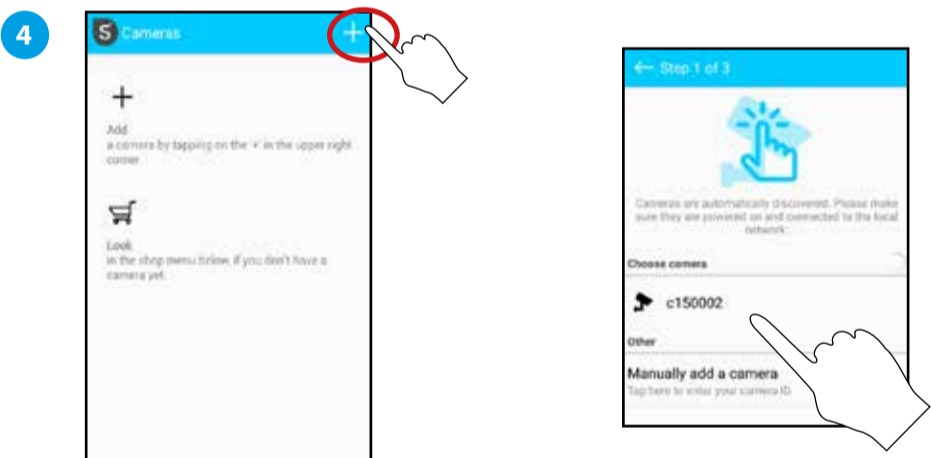 4
S Cameras
Add
a camera by tapping on the '+' in the upper right
corner
Look
in the shop menu below, if you don't have a
camera yet.
Step 1 of 3
Cameras are automatically discovered. Please make
sure they are powered on and connected to the local
network.
Choose camera
c150002
Other
Manually add a camera
Tap here to enter your camera ID